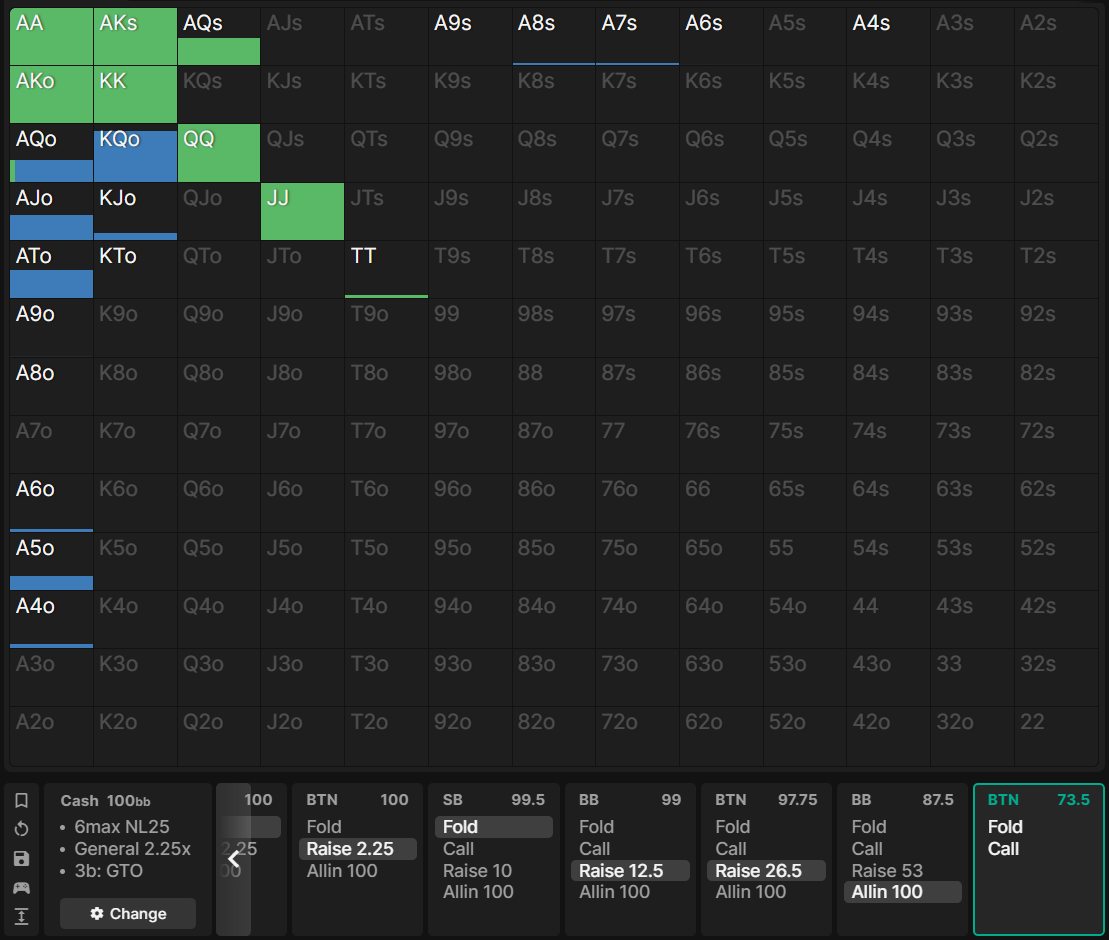 AA AKs AQs AJs ATs A9s A8s A7s A6s A5s A4s A3s A2s
AKo KK KQs KJs KTs K9s K8s K7s K6s K5s K4s K3s K2s
AQo KQo QQ QJs QTs Q9s Q8s Q7s Q6s Q5s Q4s Q3s Q2s
AJo KJo QJo JJ JTs J9s J8s J7s J6s J5s J4s J3s J2s
ATo KTo QTo JTo TT T9s T8s T7s T6s T5s T4s T3s T2s
A9o K9o Q9o J9o T9o 99 98s 97s 96s 95s 94s 93s 92s
A8o K8o Q8o J8o T8o 98o 88 87s 86s 85s 84s 83s 82s
A7o K7o Q7o J7o T7o 97o 87o 77 76s 75s 74s 73s 72s
A6o K6o Q6o J6o T6o 96o 86o 76o 66 65s 64s 63s 62s
A5o K5o Q5o J5o T5o 95o 85o 75o 65o 55 54s 53s 52s
A4o K4o Q4o J4o T4o 94o 84o 74o 64o 54o 44 43s 42s
A3o K3o Q3o J3o T3o 93o 83o 73o 63o 53o 43o 33 32s
A2o K2o Q2o J2o T2o 92o 82o 72o 62o 52o 42o 32o 22
Cash 100bb
• 6max NL25
• General 2.25x
• 3b: GTO
Change
100
2.25
00
BTN 100
Fold
Raise 2.25
Allin 100
SB 99.5
Fold
Call
Raise 10
Allin 100
BB 99
Fold
Call
Raise 12.5
Allin 100
BTN 97.75
Fold
Call
Raise 26.5
Allin 100
BB 87.5
Fold
Call
Raise 53
Allin 100
BTN 73.5
Fold
Call